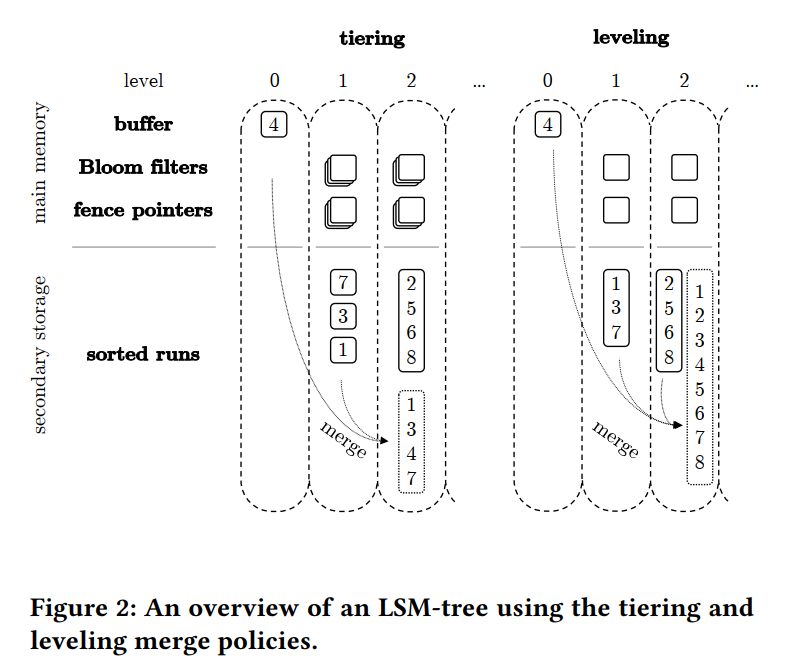 tiering leveling
level 0 1 2 ... 0 1 2 ...
main memory
buffer 4 4
Bloom filters
fence pointers
secondary storage
sorted runs
7
3
1
2
5
6
8
merge
1
3
4
7
1
3
7
2
5
6
8
1
2
3
4
5
6
7
8
merge
Figure 2: An overview of an LSM-tree using the tiering and
leveling merge policies.